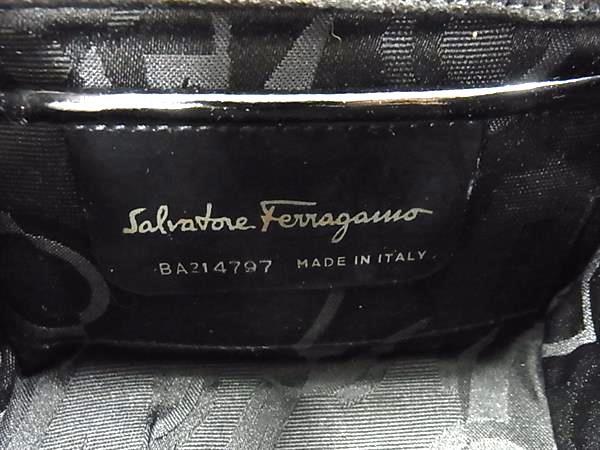 Salvatore Ferragamo
BA214797 MADE IN ITALY